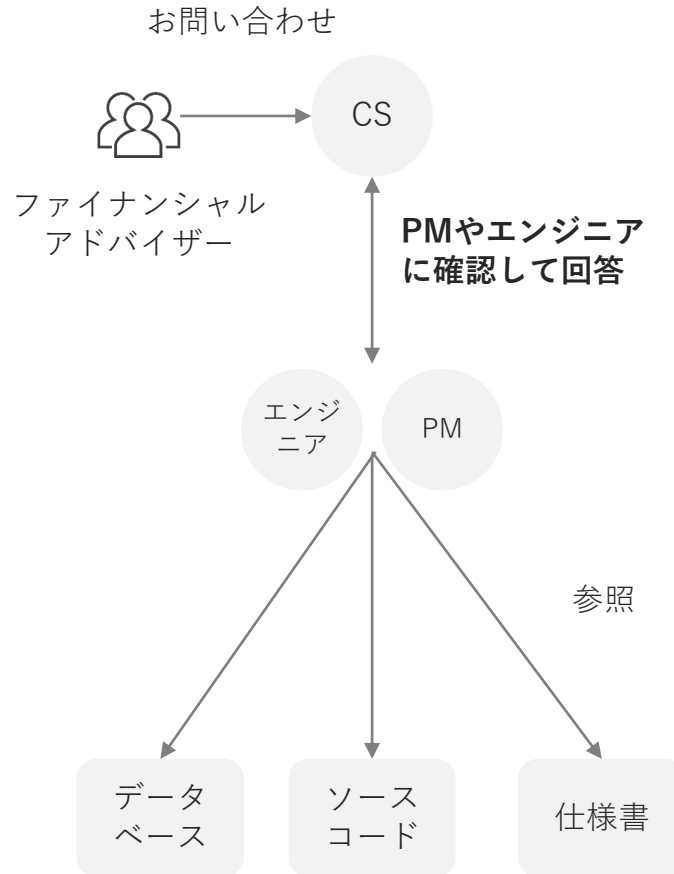 お問い合わせ
CS
ファイナンシャル
アドバイザー
PMやエンジニア
に確認して回答
エンジ
ニア
PM
参照
データ
ベース
ソース
コード
仕様書